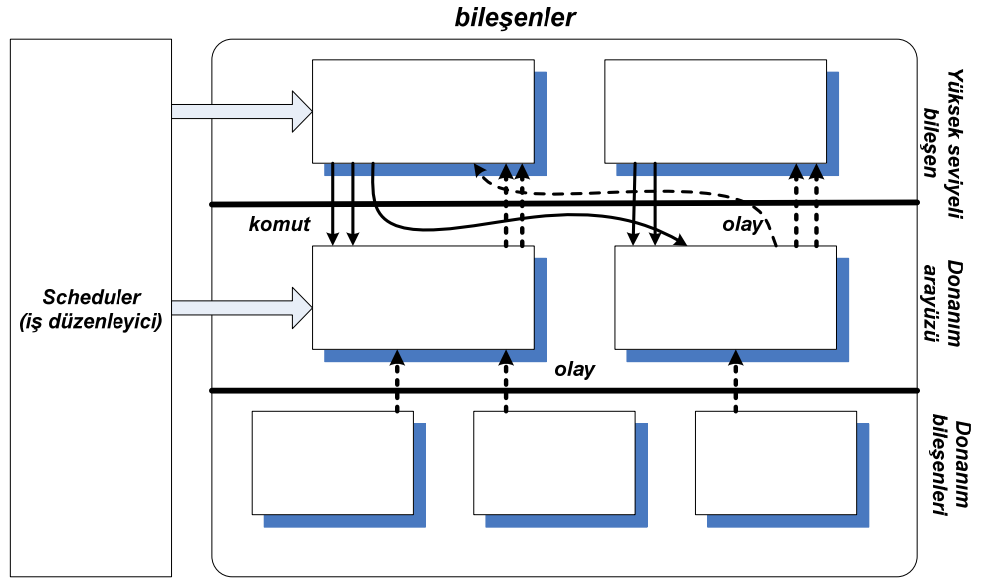 bileşenler
Yüksek seviyeli
bileşen
komut
olay
Scheduler
(iş düzenleyici)
Donanım
arayüzü
olay
Donanım
bileşenleri